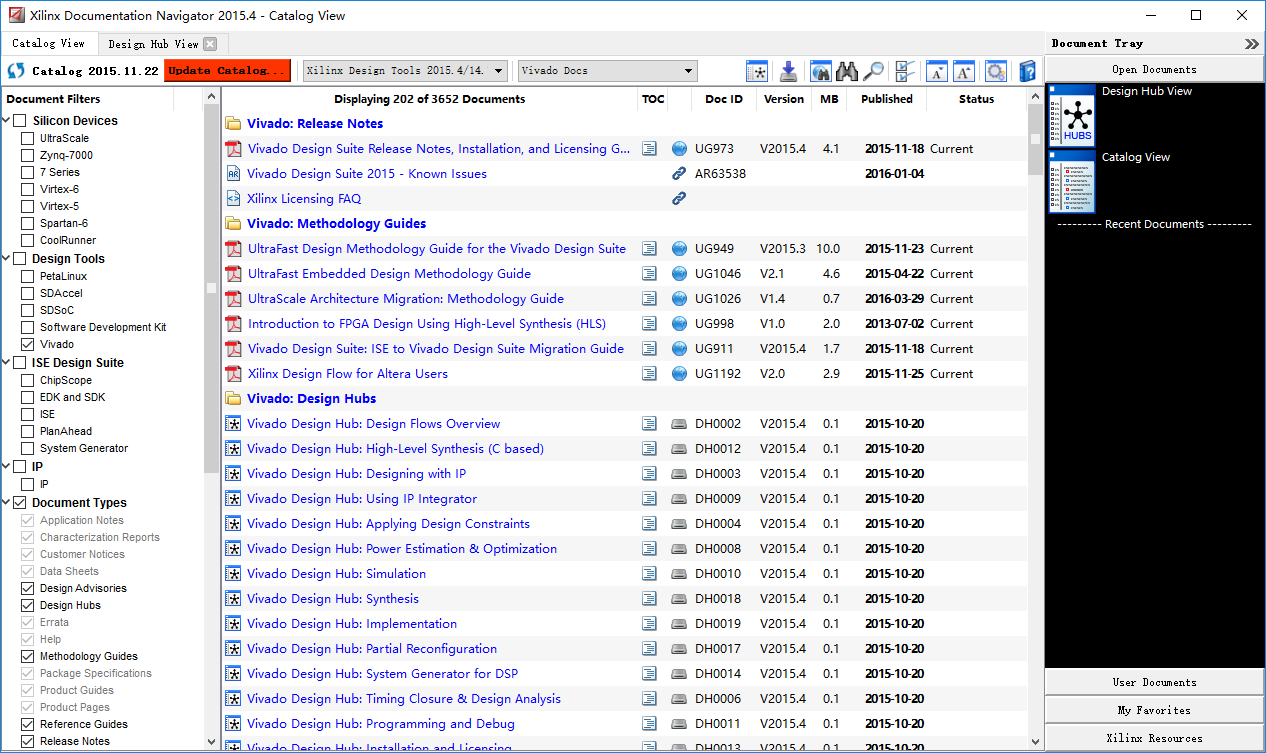 Xilinx Documentation Navigator 2015.4 - Catalog View
Catalog View
Design Hub View
Catalog 2015.11.22
Update Catalog...
Xilinx Design Tools 2015.4/14.
Vivado Docs
Document Filters
Silicon Devices
UltraScale
Zynq-7000
7 Series
Virtex-6
Virtex-5
Spartan-6
CoolRunner
Design Tools
PetaLinux
SDAccel
SDSoC
Software Development Kit
Vivado
ISE Design Suite
ChipScope
EDK and SDK
ISE
PlanAhead
System Generator
IP
IP
Document Types
Application Notes
Characterization Reports
Customer Notices
Data Sheets
Design Advisories
Design Hubs
Errata
Help
Methodology Guides
Package Specifications
Product Guides
Product Pages
Reference Guides
Release Notes
Displaying 202 of 3652 Documents TOC Doc ID Version MB Published Status
Vivado: Release Notes
Vivado Design Suite Release Notes, Installation, and Licensing G... UG973 V2015.4 4.1 2015-11-18 Current
AR Vivado Design Suite 2015 - Known Issues AR63538 2016-01-04
Xilinx Licensing FAQ
Vivado: Methodology Guides
UltraFast Design Methodology Guide for the Vivado Design Suite UG949 V2015.3 10.0 2015-11-23 Current
UltraFast Embedded Design Methodology Guide UG1046 V2.1 4.6 2015-04-22 Current
UltraScale Architecture Migration: Methodology Guide UG1026 V1.4 0.7 2016-03-29 Current
Introduction to FPGA Design Using High-Level Synthesis (HLS) UG998 V1.0 2.0 2013-07-02 Current
Vivado Design Suite: ISE to Vivado Design Suite Migration Guide UG911 V2015.4 1.7 2015-11-18 Current
Xilinx Design Flow for Altera Users UG1192 V2.0 2.9 2015-11-25 Current
Vivado: Design Hubs
Vivado Design Hub: Design Flows Overview DH0002 V2015.4 0.1 2015-10-20
Vivado Design Hub: High-Level Synthesis (C based) DH0012 V2015.4 0.1 2015-10-20
Vivado Design Hub: Designing with IP DH0003 V2015.4 0.1 2015-10-20
Vivado Design Hub: Using IP Integrator DH0009 V2015.4 0.1 2015-10-20
Vivado Design Hub: Applying Design Constraints DH0004 V2015.4 0.1 2015-10-20
Vivado Design Hub: Power Estimation & Optimization DH0008 V2015.4 0.1 2015-10-20
Vivado Design Hub: Simulation DH0010 V2015.4 0.1 2015-10-20
Vivado Design Hub: Synthesis DH0018 V2015.4 0.1 2015-10-20
Vivado Design Hub: Implementation DH0019 V2015.4 0.1 2015-10-20
Vivado Design Hub: Partial Reconfiguration DH0017 V2015.4 0.1 2015-10-20
Vivado Design Hub: System Generator for DSP DH0014 V2015.4 0.1 2015-10-20
Vivado Design Hub: Timing Closure & Design Analysis DH0006 V2015.4 0.1 2015-10-20
Vivado Design Hub: Programming and Debug DH0011 V2015.4 0.1 2015-10-20
Vivado Design Hub: Installation and Licensing DH0013 V2015.4 0.1 2015-10-20
Document Tray
Open Documents
Design Hub View
HUBS
Catalog View
--------- Recent Documents ---------
User Documents
My Favorites
Xilinx Resources